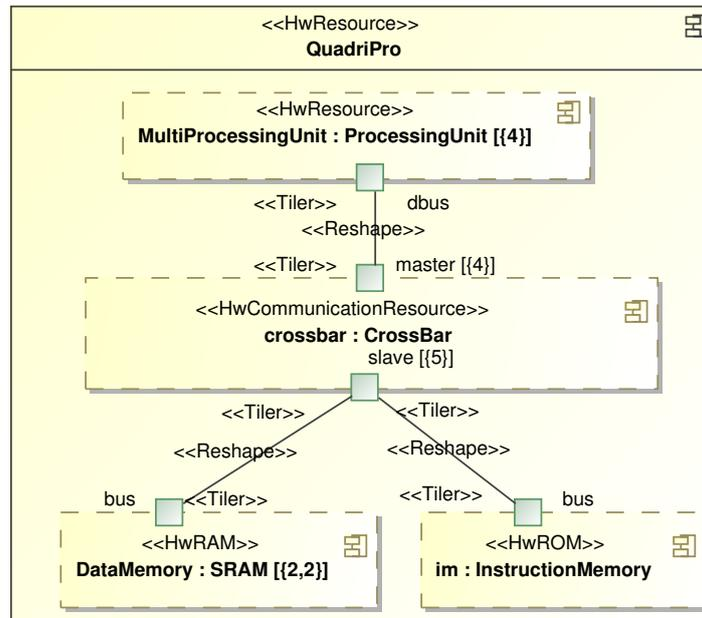 <<HwResource>>
QuadriPro
<<HwResource>>
MultiProcessingUnit : ProcessingUnit [{4}]
<<Tiler>> dbus
<<Reshape>>
<<Tiler>> master [{4}]
<<HwCommunicationResource>>
crossbar : CrossBar
slave [{5}]
<<Tiler>> <<Tiler>>
<<Reshape>> <<Reshape>>
bus <<Tiler>> <<Tiler>> bus
<<HwRAM>> <<HwROM>>
DataMemory : SRAM [{2,2}] im : InstructionMemory